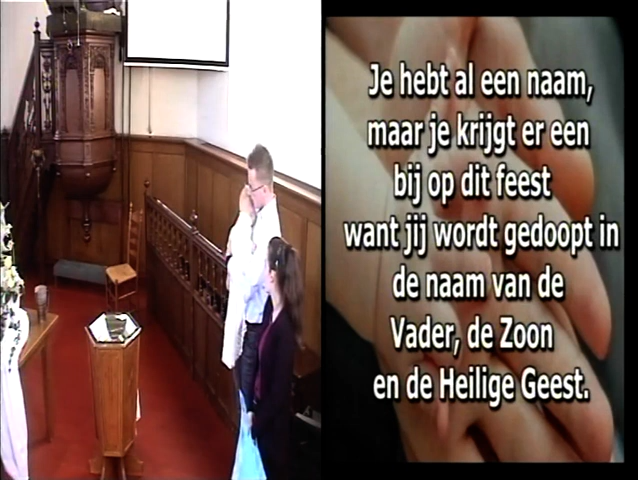 Je hebt al een naam,
maar je krijgt er een
bij op dit feest
want jij wordt gedoopt in
de naam van de
Vader, de Zoon
en de Heilige Geest.